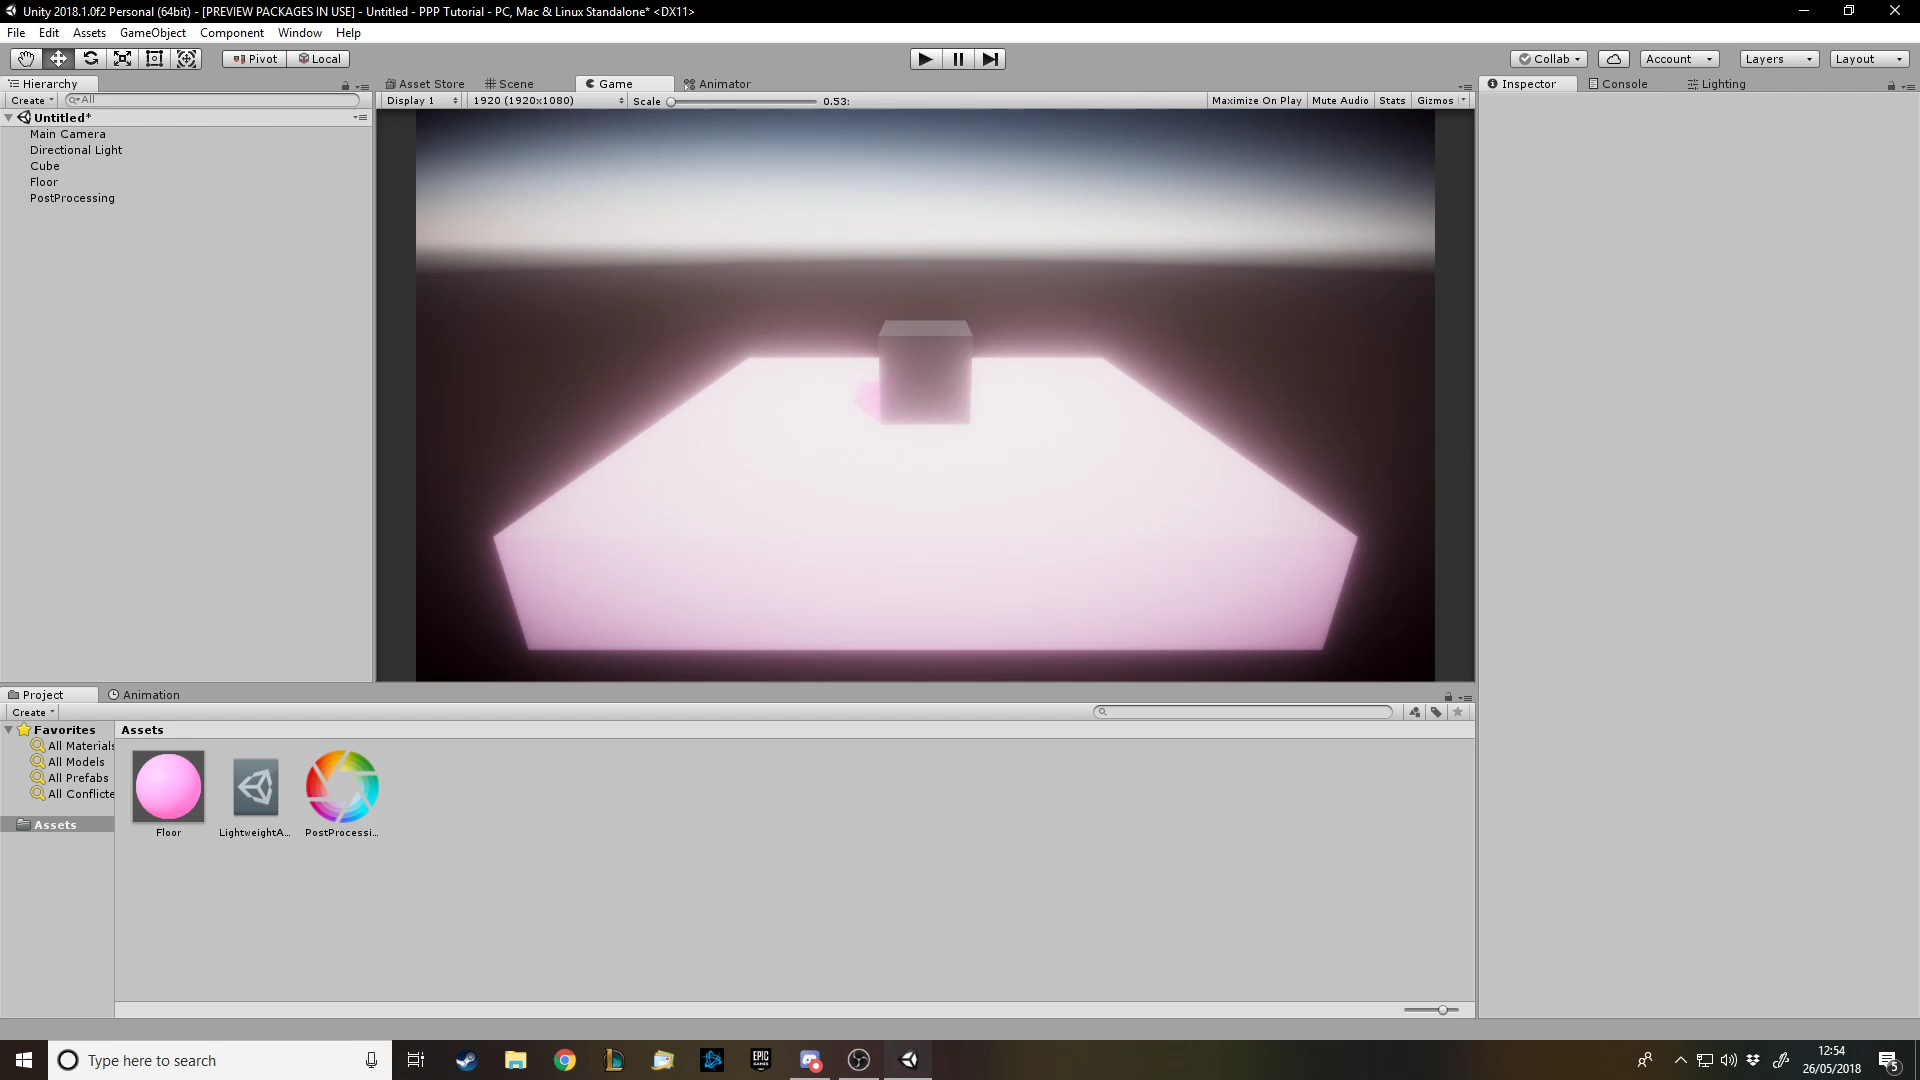 Unity 2018.1.0f2 Personal (64bit) - [PREVIEW PACKAGES IN USE] - Untitled - PPP Tutorial - PC, Mac & Linux Standalone* <DX11>
File Edit Assets GameObject Component Window Help
Pivot Local Collab Account Layers Layout
Hierarchy Asset Store Scene Game Animator Inspector Console Lighting
Create All Display 1 1920 (1920x1080) Scale 0.53: Maximize On Play Mute Audio Stats Gizmos
Untitled*
Main Camera
Directional Light
Cube
Floor
PostProcessing
Project Animation
Create
Favorites Assets
All Materials
All Models
All Prefabs
All Conflicte
Assets
Floor LightweightA... PostProcessi...
Type here to search
EPIC GAMES
12:54
26/05/2018
5